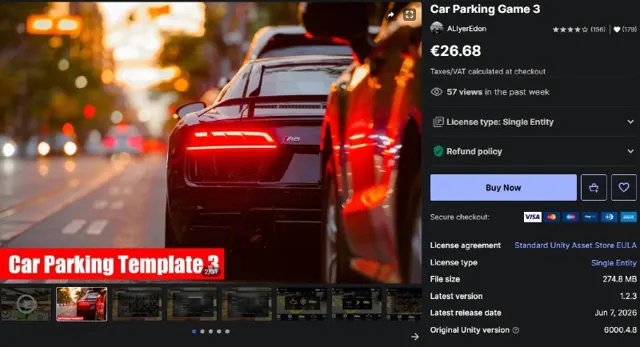 Car Parking Game 3
ALIyerEdon
(156)
(179)
€26.68
Taxes/VAT calculated at checkout
57 views in the past week
License type: Single Entity
Refund policy
Buy Now
Secure checkout:
VISA
License agreement
Standard Unity Asset Store EULA
License type
Single Entity
File size
274.8 MB
Latest version
1.2.3
Latest release date
Jun 7, 2026
Original Unity version
6000.4.8
R8
Car Parking Template 3